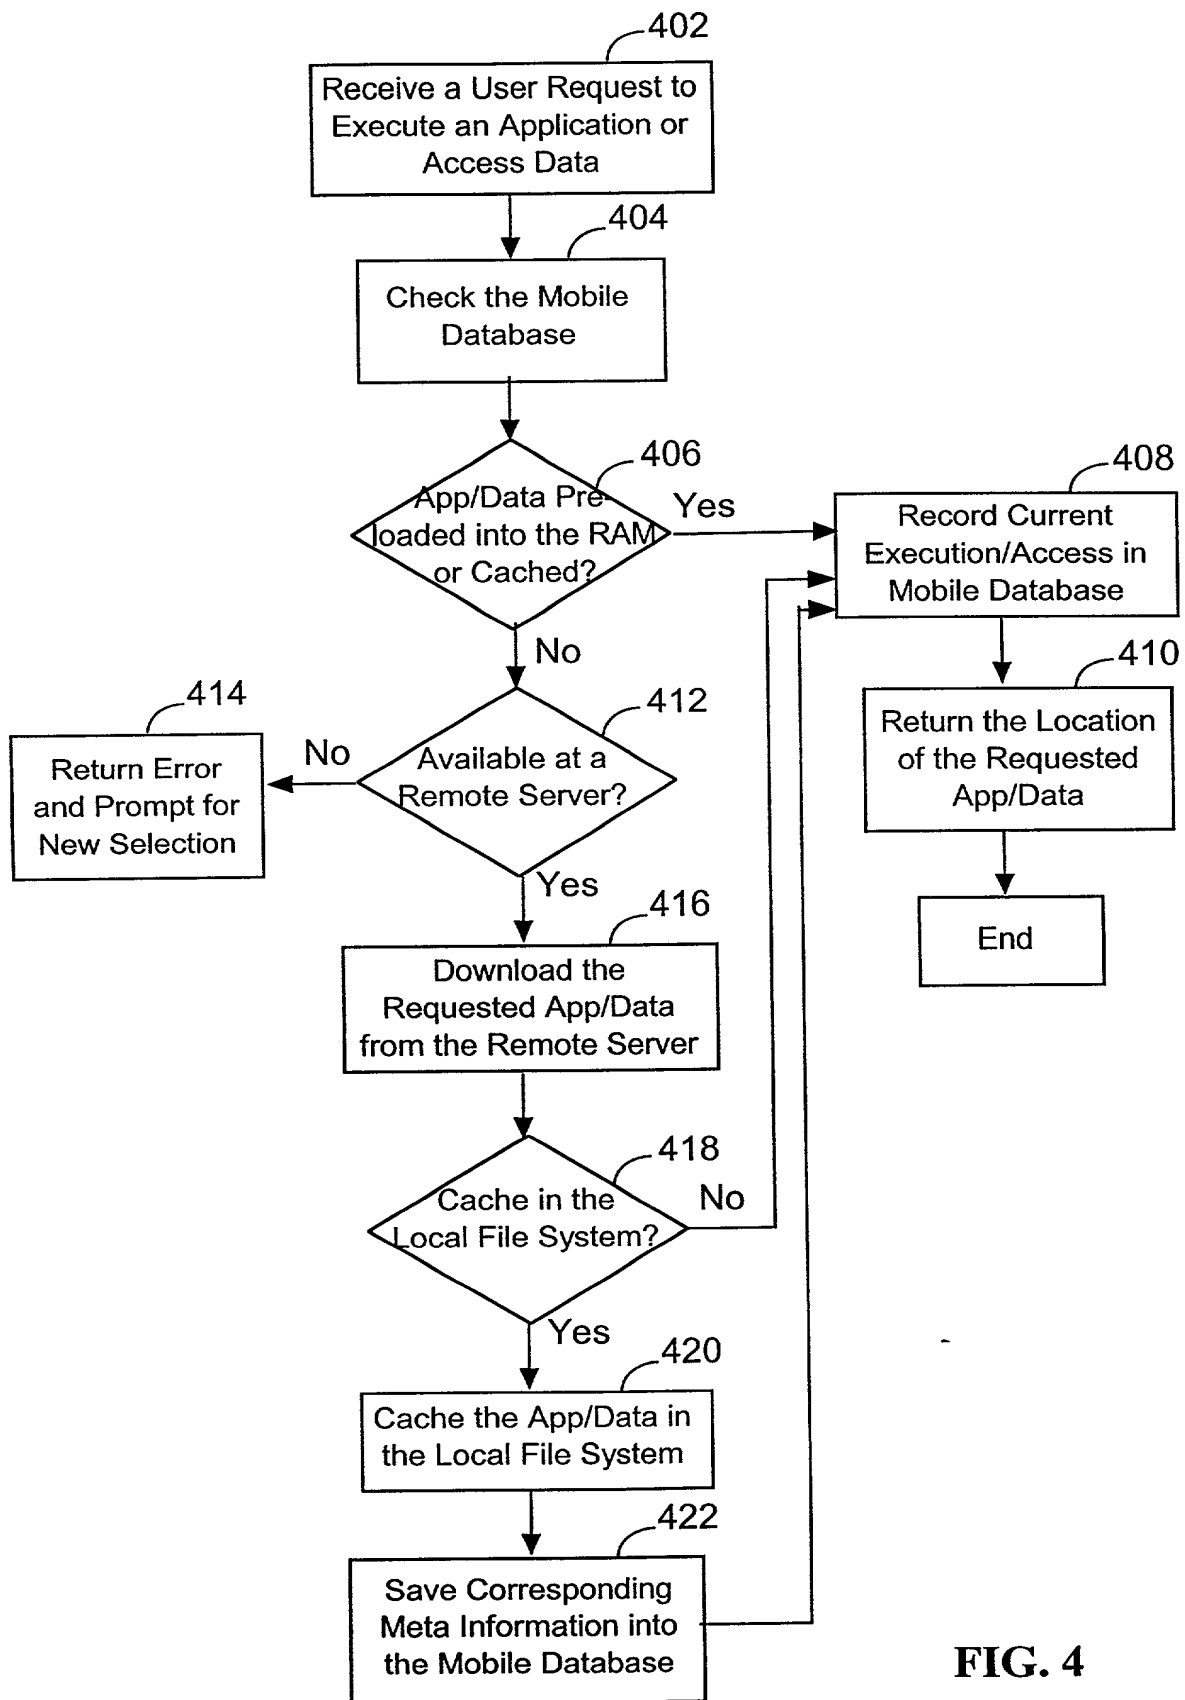 402
Receive a User Request to
Execute an Application or
Access Data
404
Check the Mobile
Database
406
App/Data Pre-
loaded into the RAM
or Cached?
Yes
No
408
Record Current
Execution/Access in
Mobile Database
410
Return the Location
of the Requested
App/Data
End
412
Available at a
Remote Server?
No
Yes
414
Return Error
and Prompt for
New Selection
416
Download the
Requested App/Data
from the Remote Server
418
Cache in the
Local File System?
No
Yes
420
Cache the App/Data in
the Local File System
422
Save Corresponding
Meta Information into
the Mobile Database
FIG. 4